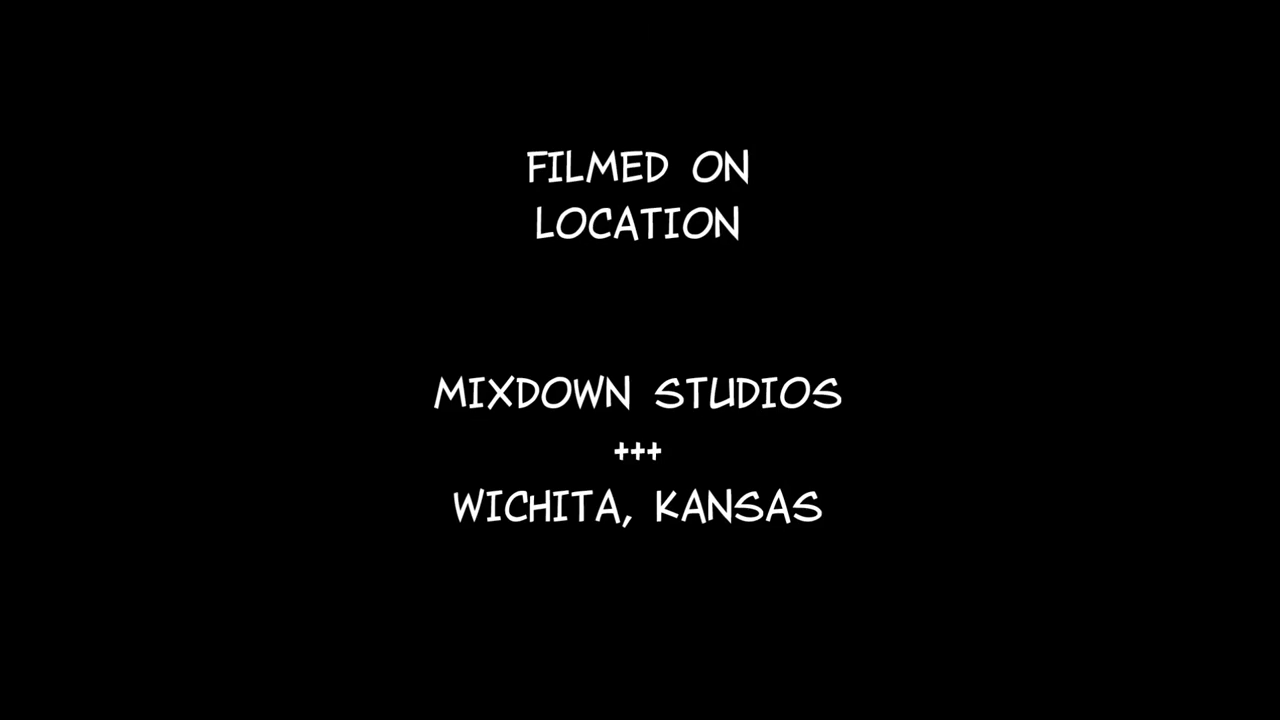 FILMED ON
LOCATION
MIXDOWN STUDIOS
+++
WICHITA, KANSAS